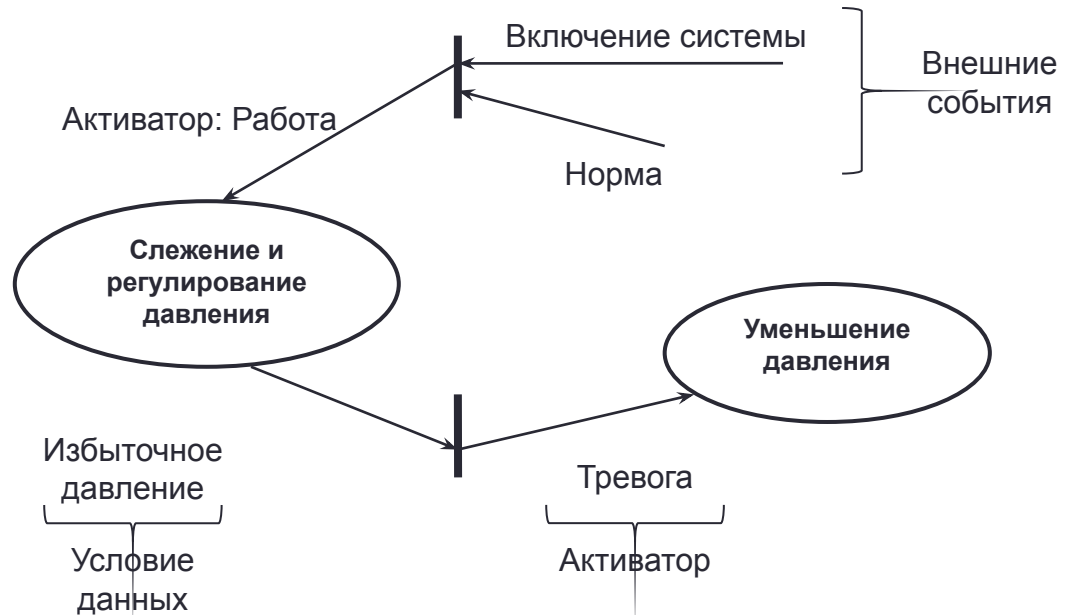 Включение системы
Внешние
события
Активатор: Работа
Норма
Слежение и
регулирование
давления
Уменьшение
давления
Избыточное
давление
Тревога
Условие
данных
Активатор